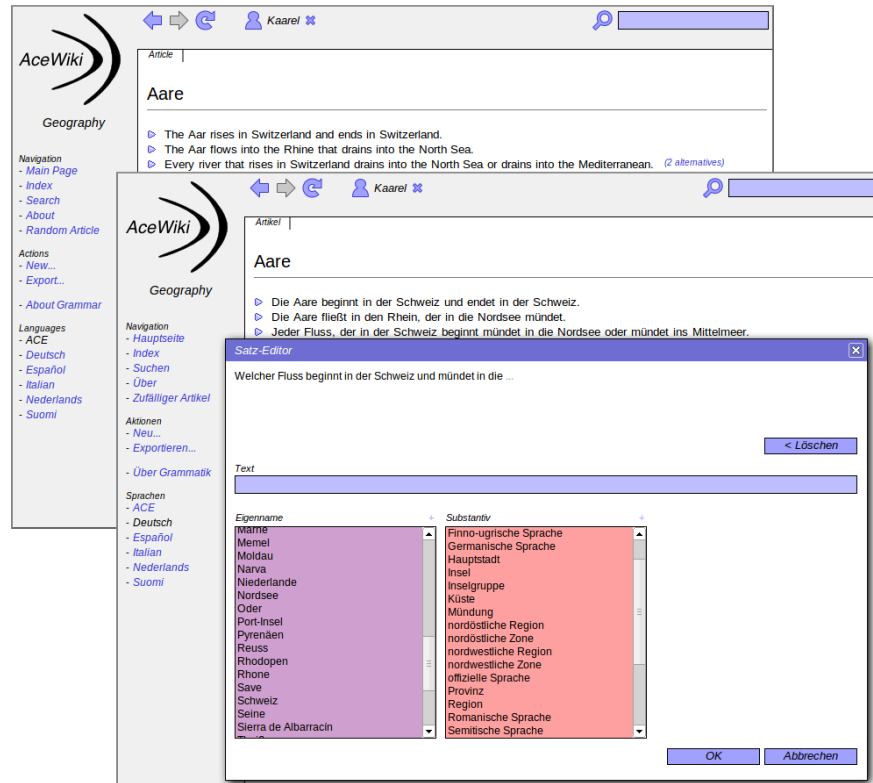 Kaarel
AceWiki
Geography
Navigation
- Main Page
- Index
- Search
- About
- Random Article
Actions
- New...
- Export...
- About Grammar
Languages
- ACE
- Deutsch
- Español
- Italian
- Nederlands
- Suomi
Article
Aare
The Aar rises in Switzerland and ends in Switzerland.
The Aar flows into the Rhine that drains into the North Sea.
Every river that rises in Switzerland drains into the North Sea or drains into the Mediterranean. (2 alternatives)
Kaarel
AceWiki
Geography
Navigation
- Hauptseite
- Index
- Suchen
- Über
- Zufälliger Artikel
Aktionen
- Neu...
- Exportieren...
- Über Grammatik
Sprachen
- ACE
- Deutsch
- Español
- Italian
- Nederlands
- Suomi
Artikel
Aare
Die Aare beginnt in der Schweiz und endet in der Schweiz.
Die Aare fließt in den Rhein, der in die Nordsee mündet.
Jeder Fluss, der in der Schweiz beginnt mündet in die Nordsee oder mündet ins Mittelmeer.
Satz-Editor
Welcher Fluss beginnt in der Schweiz und mündet in die ...
< Löschen
Text
Eigenname +
Marne
Memel
Moldau
Narva
Niederlande
Nordsee
Oder
Port-Insel
Pyrenäen
Reuss
Rhodopen
Rhone
Save
Schweiz
Seine
Sierra de Albarracín
Substantiv +
Finno-ugrische Sprache
Germanische Sprache
Hauptstadt
Insel
Inselgruppe
Küste
Mündung
nordöstliche Region
nordöstliche Zone
nordwestliche Region
nordwestliche Zone
offizielle Sprache
Provinz
Region
Romanische Sprache
Semitische Sprache
OK
Abbrechen